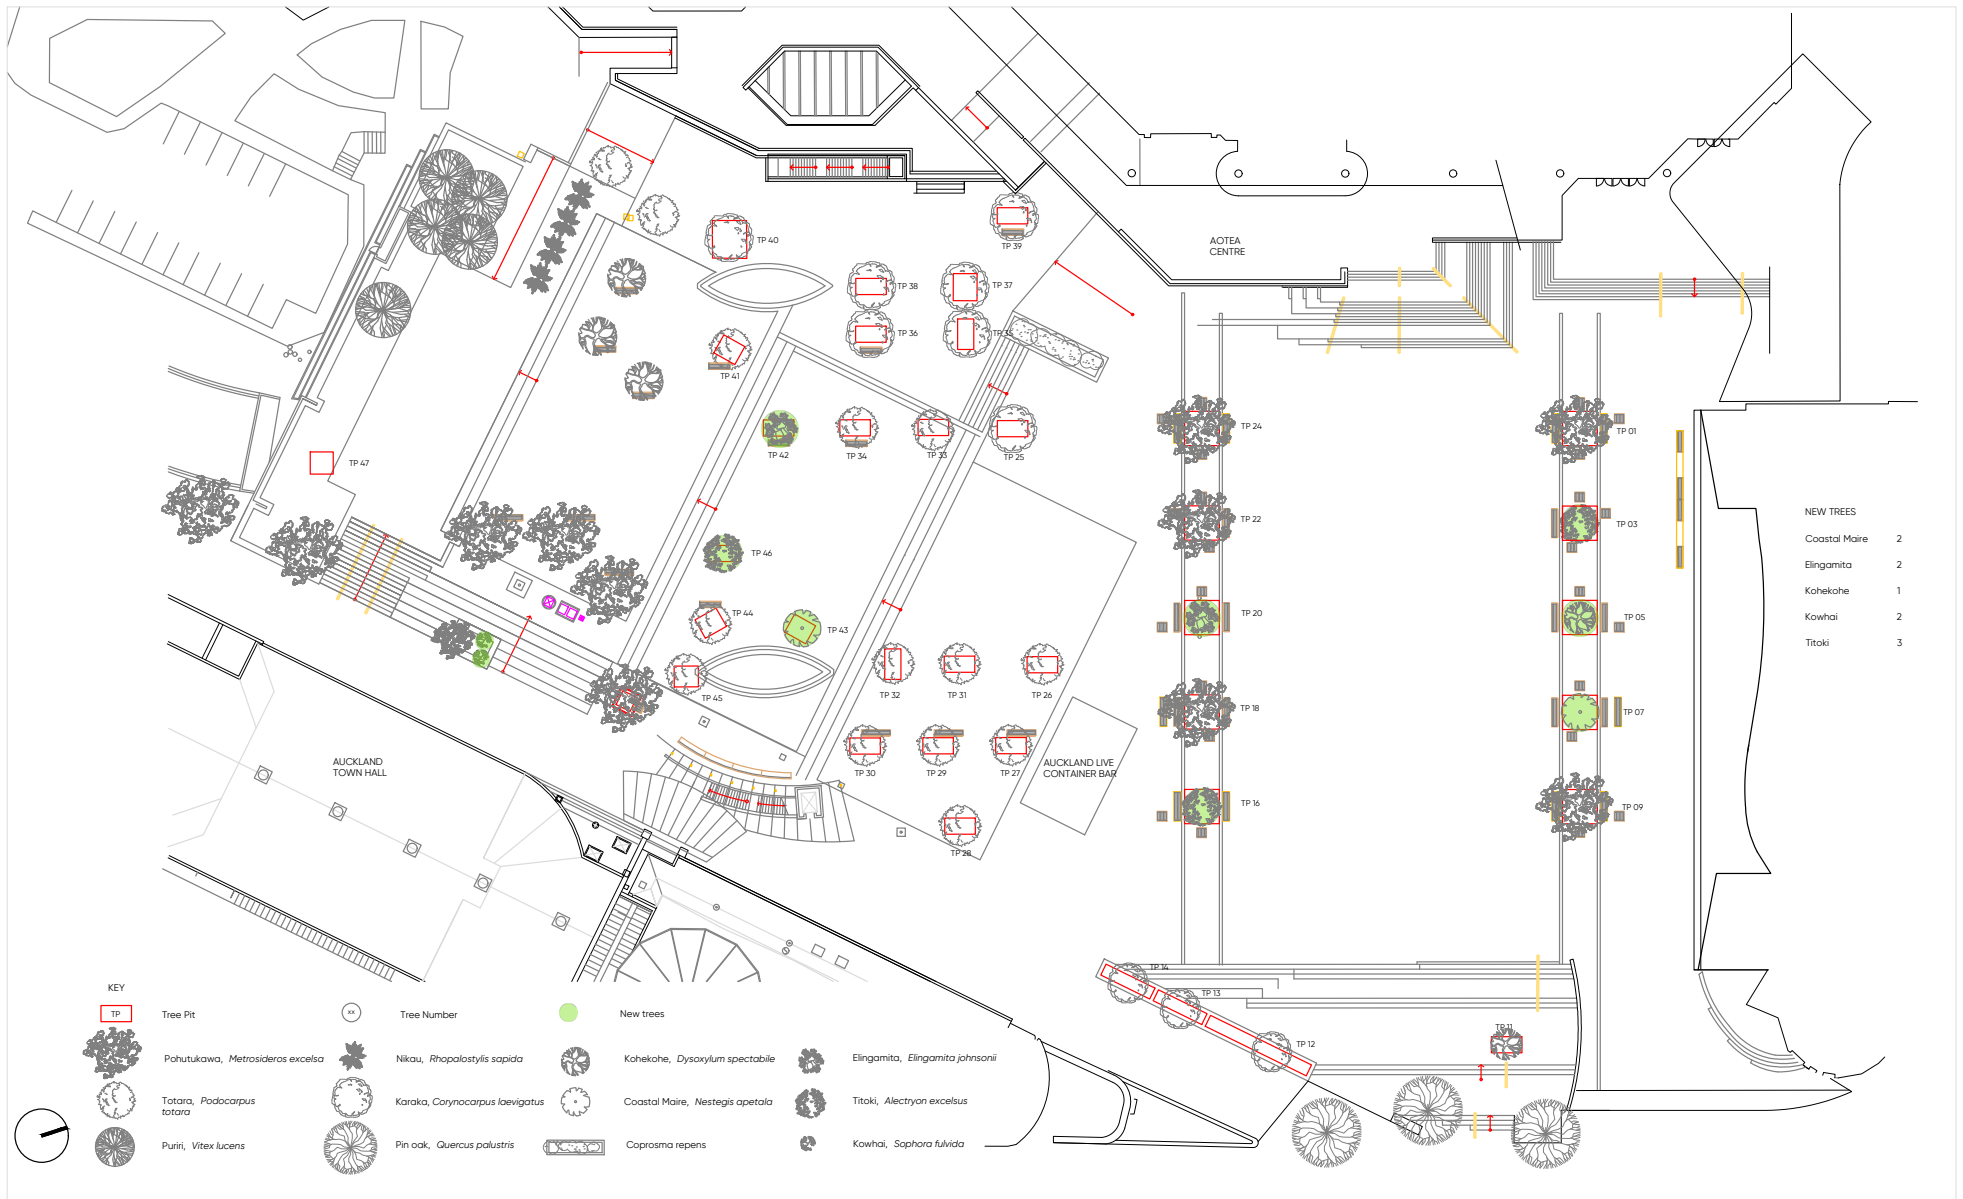 TP 40
TP 39
AOTEA
CENTRE
TP 38
TP 37
TP 36
TP 35
TP 41
TP 24
TP 01
TP 42
TP 34
TP 33
TP 25
TP 47
NEW TREES
TP 22
TP 03
Coastal Maire 2
TP 46
Elingamita 2
Kohekohe 1
TP 44
TP 20
TP 05
Kowhai 2
TP 43
Titoki 3
TP 45
TP 32
TP 31
TP 26
TP 18
TP 07
AUCKLAND
TOWN HALL
TP 30
TP 29
TP 27
AUCKLAND LIVE
CONTAINER BAR
TP 16
TP 09
TP 28
TP 14
TP 13
TP 11
TP 12
KEY
TP Tree Pit
xx Tree Number
New trees
Pohutukawa, Metrosideros excelsa
Nikau, Rhopalostylis sapida
Kohekohe, Dysoxylum spectabile
Elingamita, Elingamita johnsonii
Totara, Podocarpus
totara
Karaka, Corynocarpus laevigatus
Coastal Maire, Nestegis apetala
Titoki, Alectryon excelsus
Puriri, Vitex lucens
Pin oak, Quercus palustris
Coprosma repens
Kowhai, Sophora fulvida